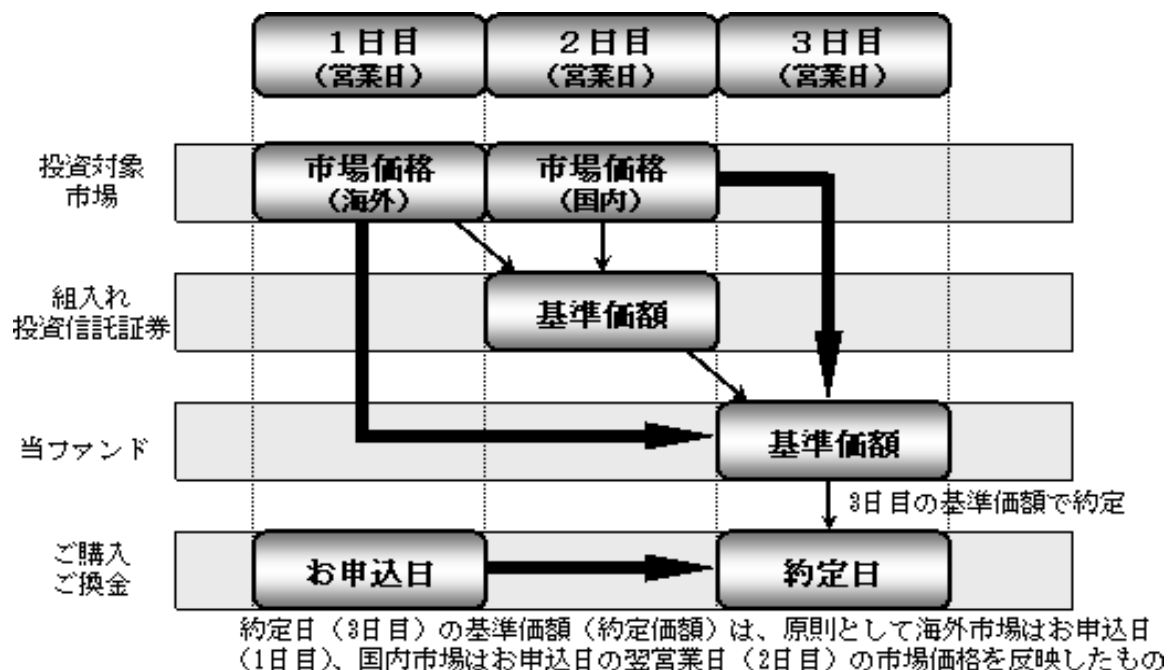 １日目
（営業日）
２日目
（営業日）
３日目
（営業日）
投資対象
市場
市場価格
（海外）
市場価格
（国内）
組入れ
投資信託証券
基準価額
当ファンド
基準価額
3日目の基準価額で約定
ご購入
ご換金
お申込日
約定日
約定日（3日目）の基準価額（約定価額）は、原則として海外市場はお申込日
（1日目）、国内市場はお申込日の翌営業日（2日目）の市場価格を反映したもの